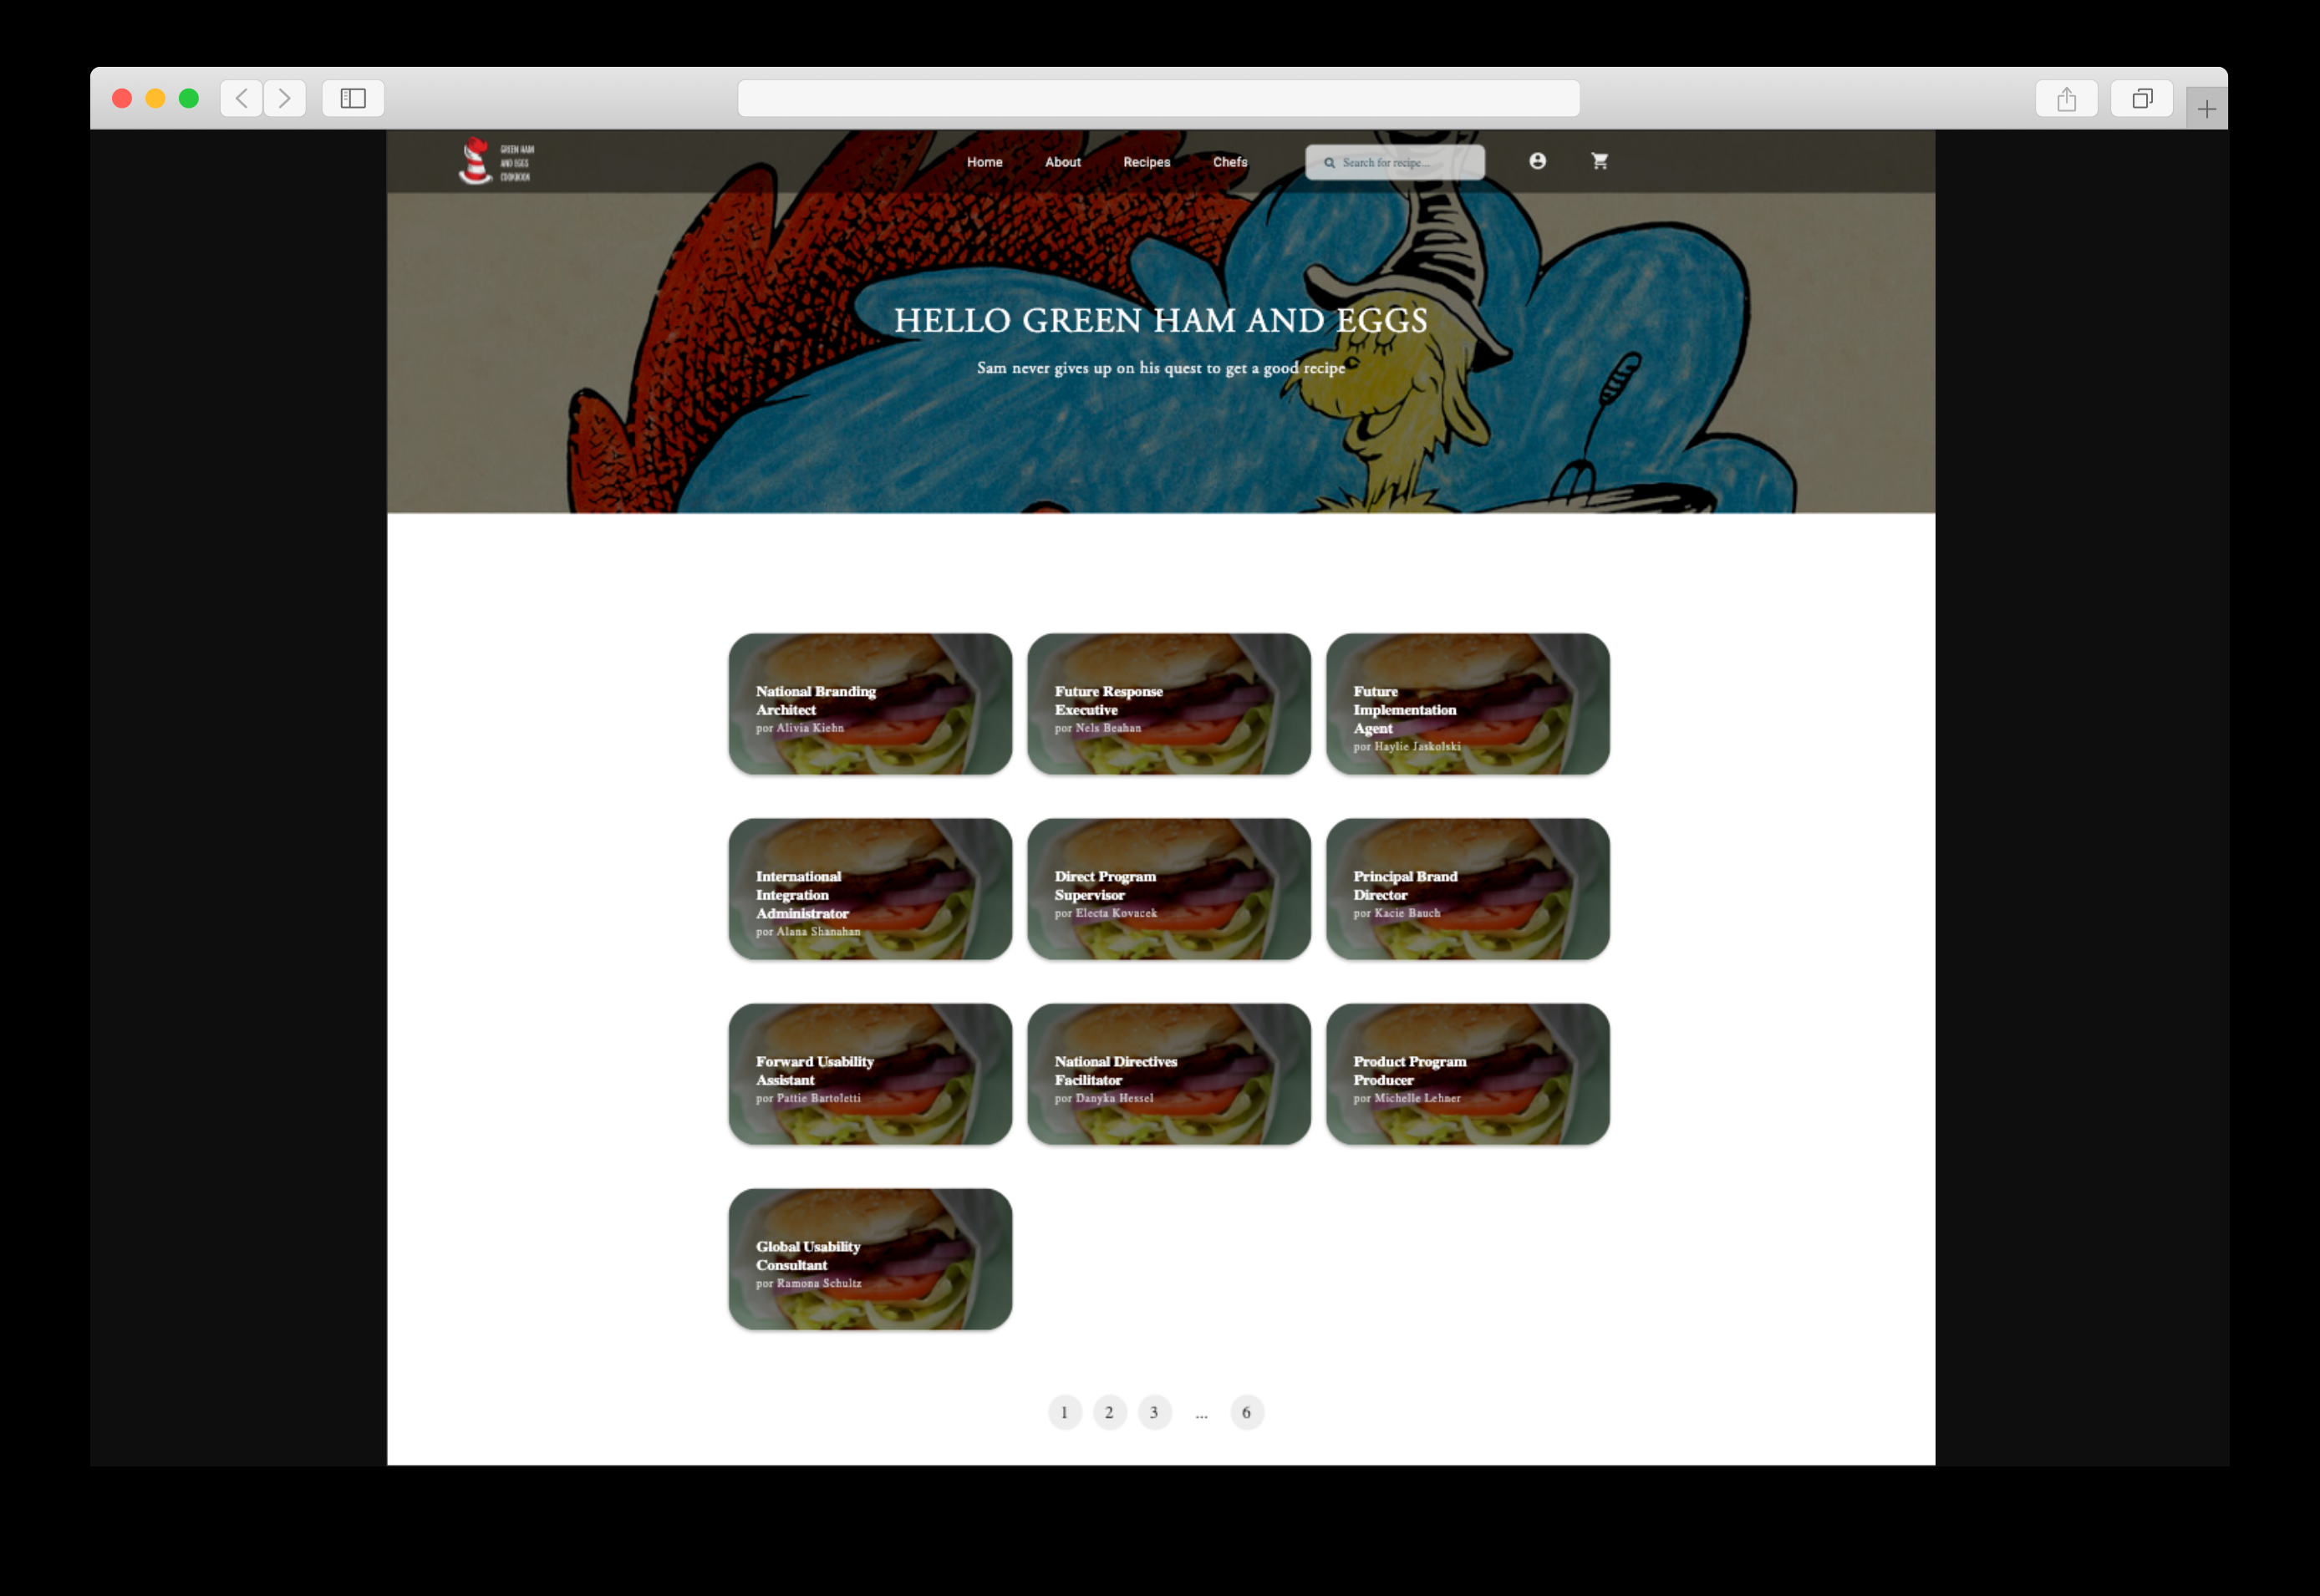 GREEN HAM
AND EGGS
COOKBOOK
Home About Recipes Chefs Search for recipe...
HELLO GREEN HAM AND EGGS
Sam never gives up on his quest to get a good recipe
National Branding
Architect
por Alivia Kiehn
Future Response
Executive
por Nels Beahan
Future
Implementation
Agent
por Haylie Jaskolski
International
Integration
Administrator
por Alana Shanahan
Direct Program
Supervisor
por Electa Kovacek
Principal Brand
Director
por Kacie Bauch
Forward Usability
Assistant
por Pattie Bartoletti
National Directives
Facilitator
por Danyka Hessel
Product Program
Producer
por Michelle Lehner
Global Usability
Consultant
por Ramona Schultz
1 2 3 ... 6